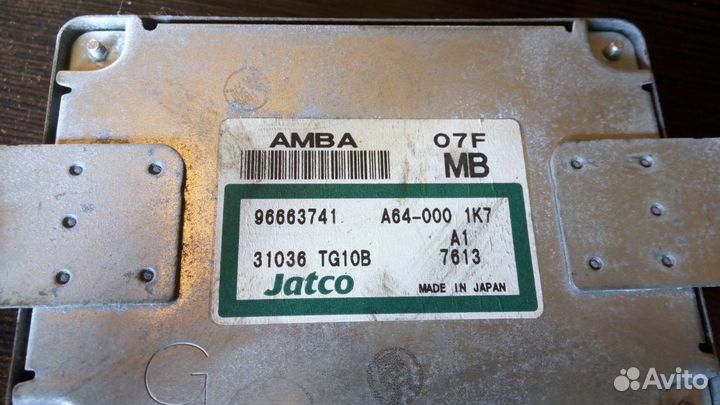 AMBA 07F
MB
96663741 A64-000 1K7
A1
31036 TG10B 7613
Jatco MADE IN JAPAN
G
Avito